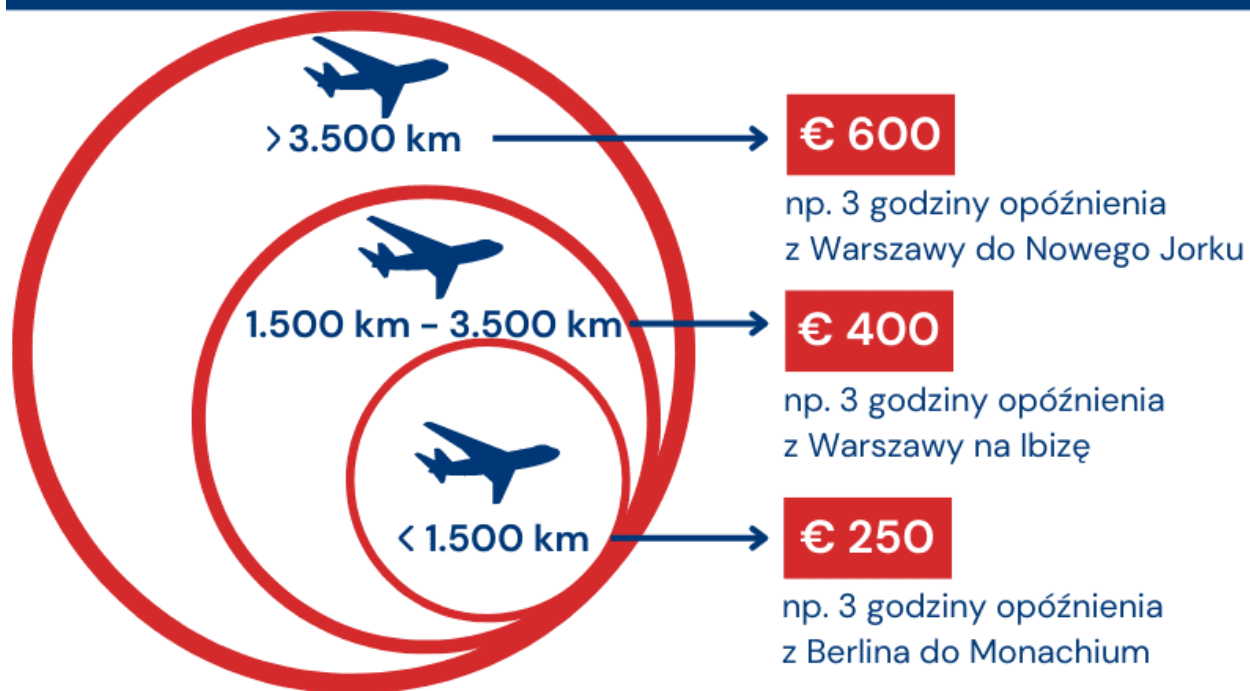 > 3.500 km
€ 600
np. 3 godziny opóźnienia
z Warszawy do Nowego Jorku
1.500 km - 3.500 km
€ 400
np. 3 godziny opóźnienia
z Warszawy na Ibizę
< 1.500 km
€ 250
np. 3 godziny opóźnienia
z Berlina do Monachium